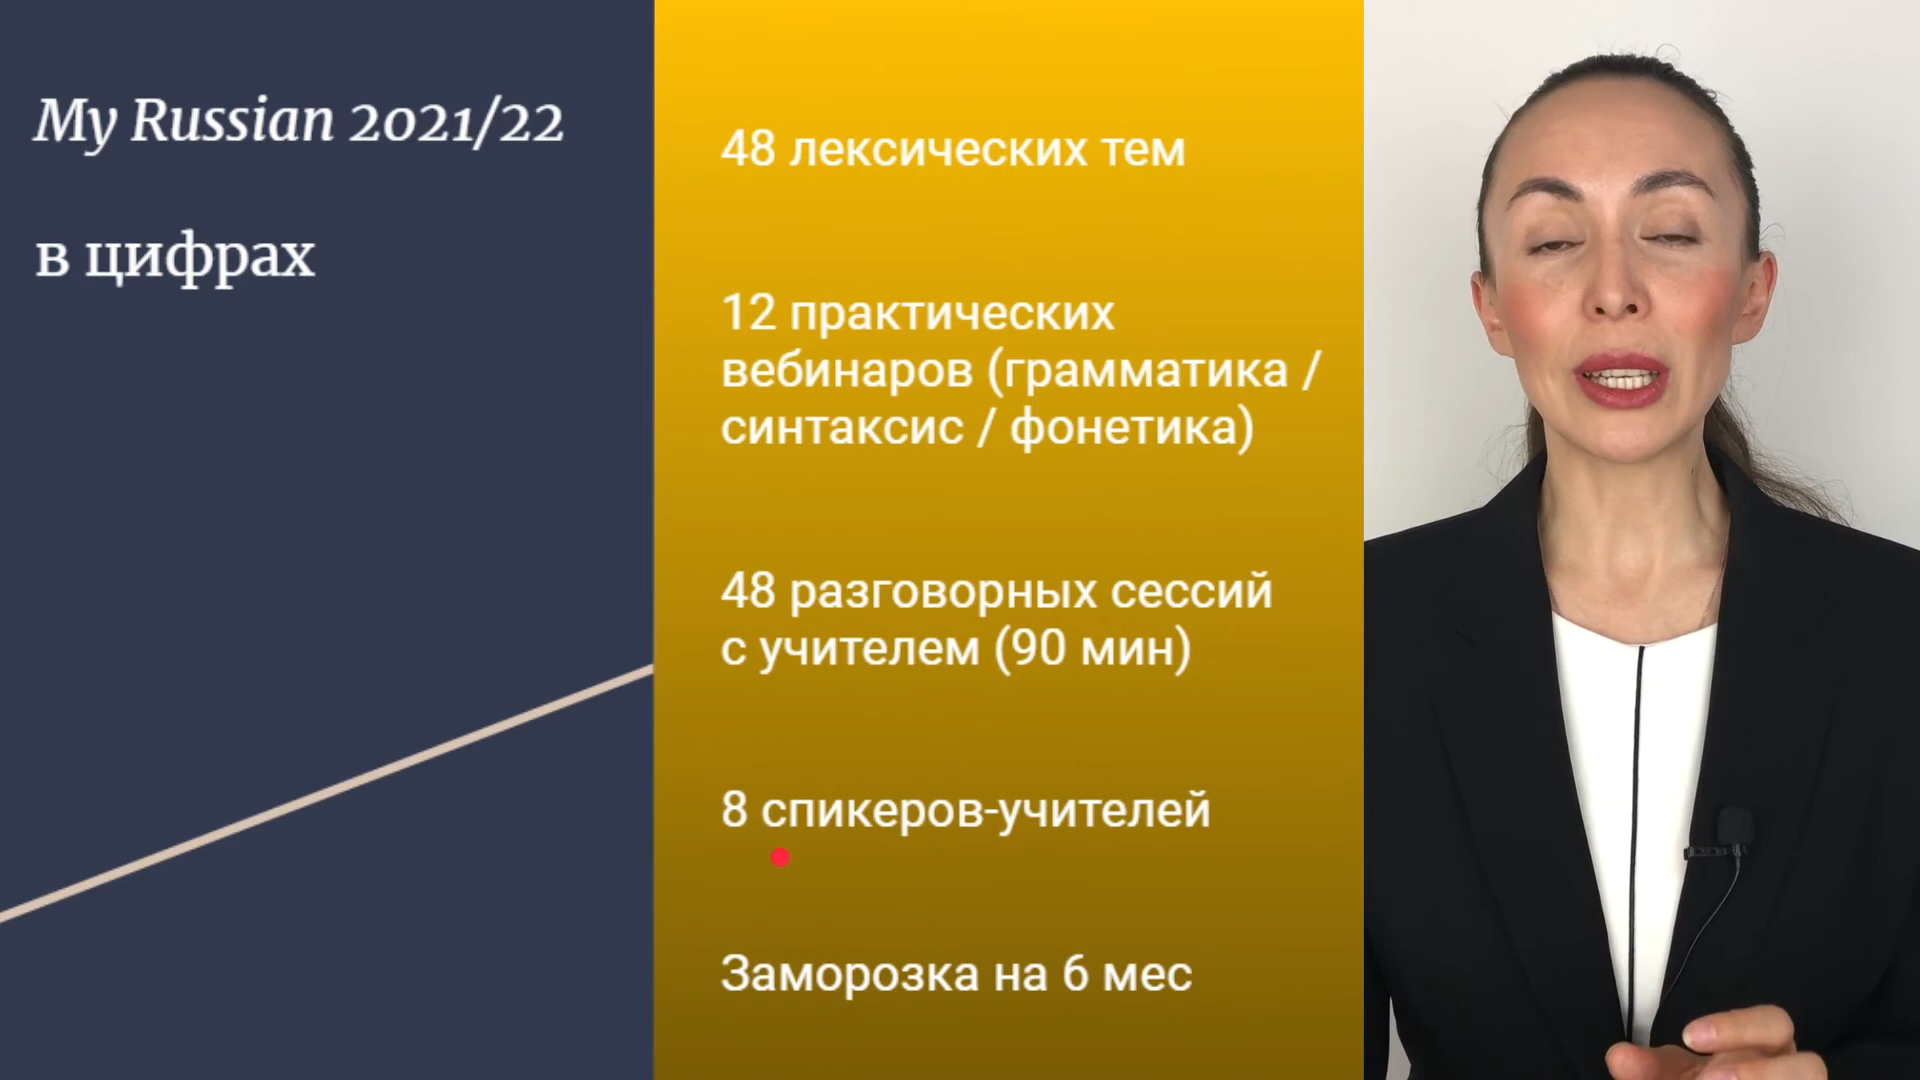 My Russian 2021/22
в цифрах
48 лексических тем
12 практических
вебинаров (грамматика /
синтаксис / фонетика)
48 разговорных сессий
с учителем (90 мин)
8 спикеров-учителей
Заморозка на 6 мес